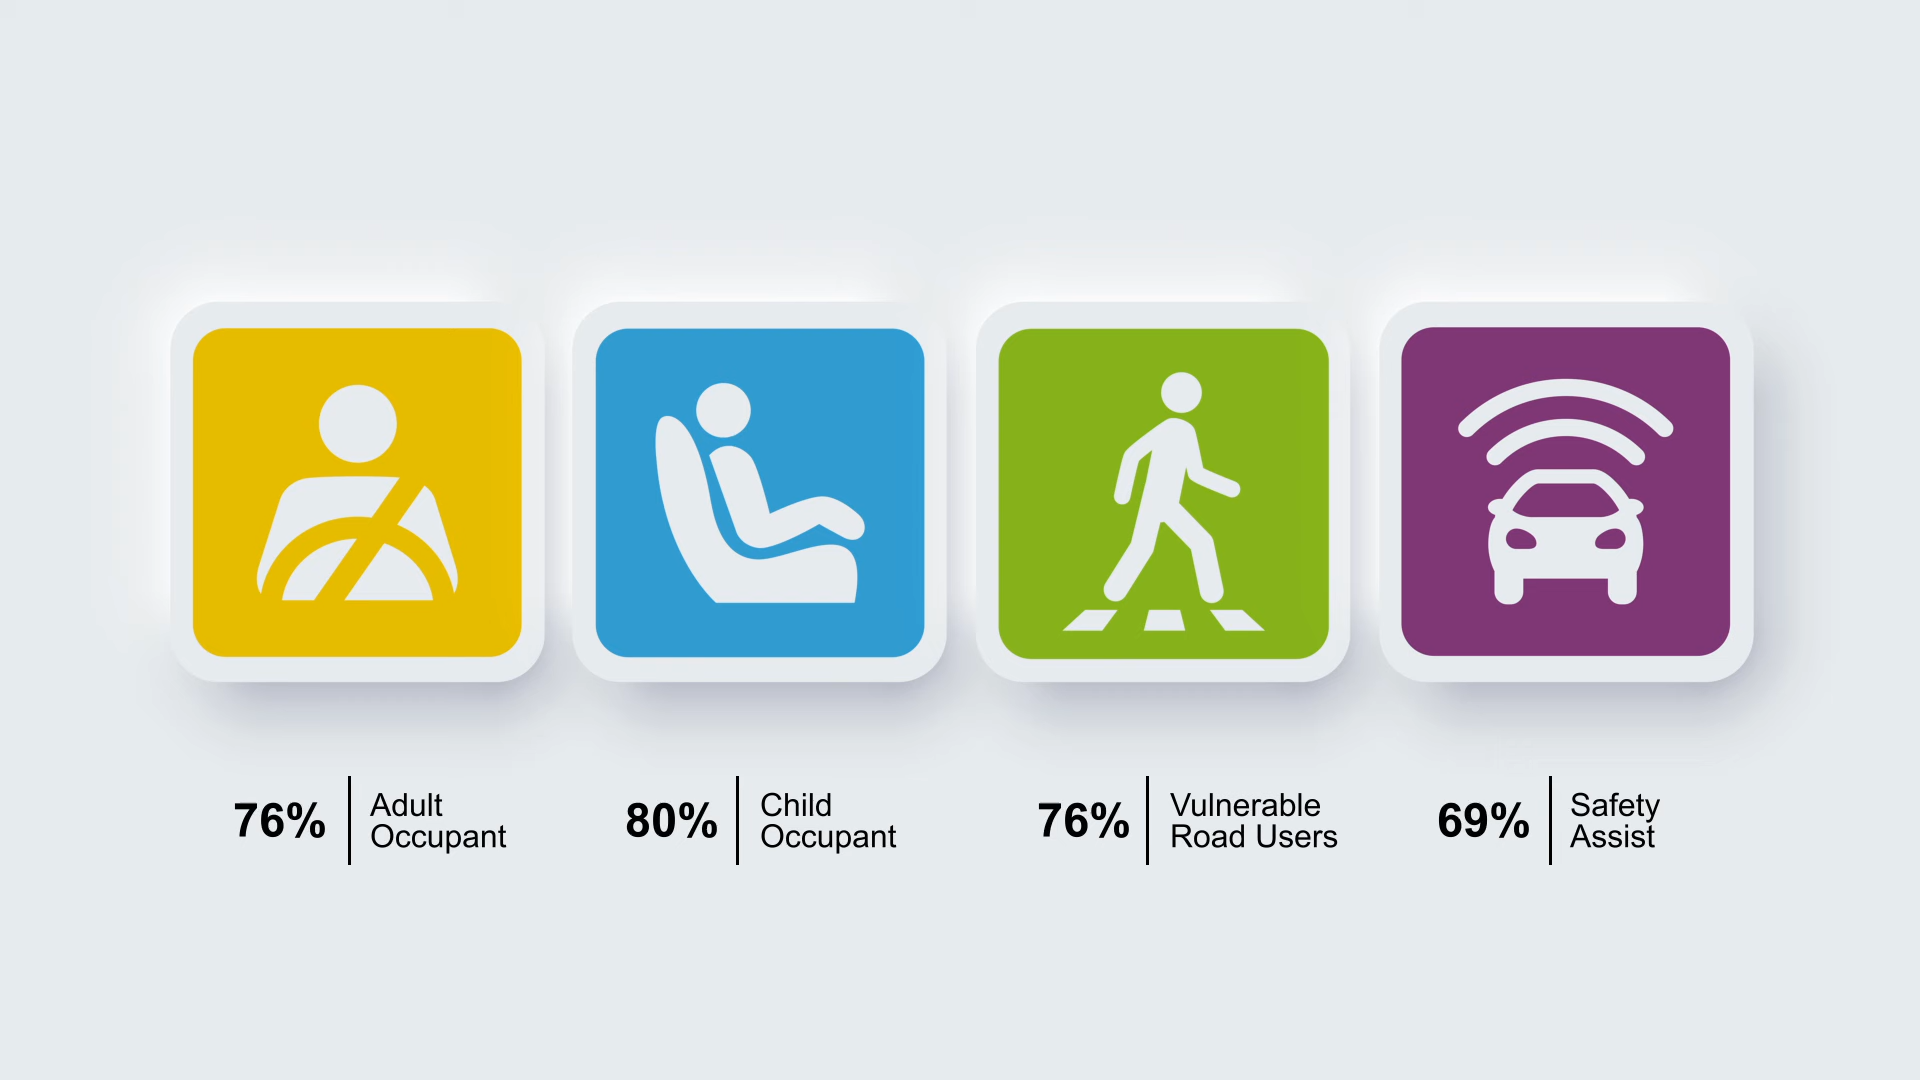 76%
Adult
Occupant
80%
Child
Occupant
76%
Vulnerable
Road Users
69%
Safety
Assist